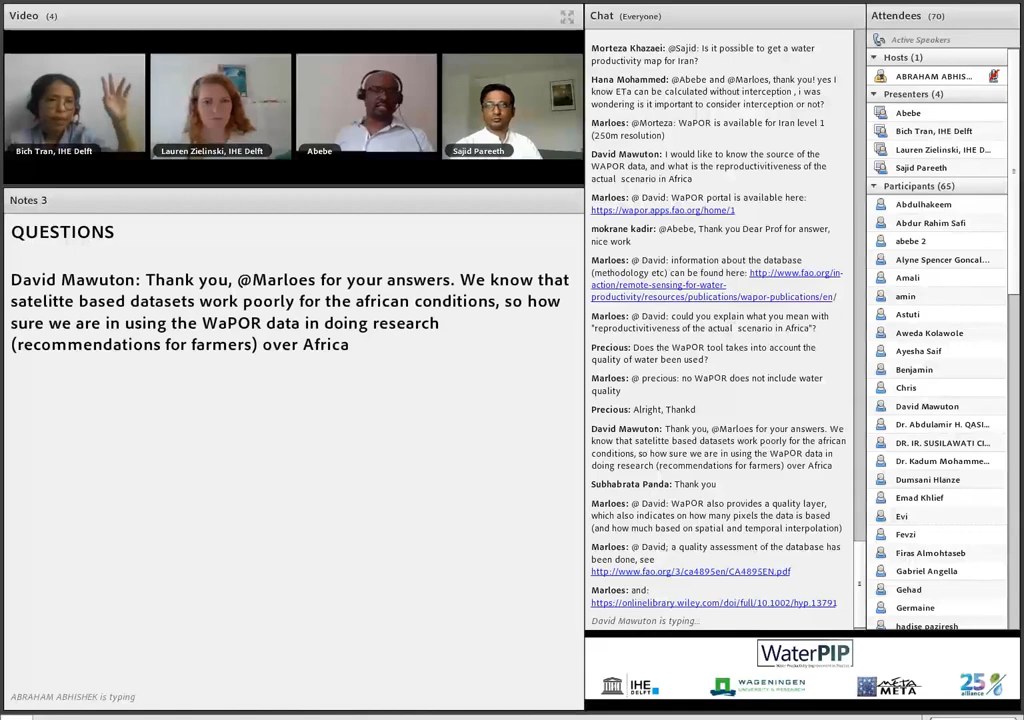 Video (4)
Bich Tran, IHE Delft
Lauren Zielinski, IHE Delft
Abebe
Sajid Pareeth
Notes 3
QUESTIONS
David Mawuton: Thank you, @Marloes for your answers. We know that
satelitte based datasets work poorly for the african conditions, so how
sure we are in using the WaPOR data in doing research
(recommendations for farmers) over Africa
ABRAHAM ABHISHEK is typing
Chat (Everyone)
Morteza Khazaei: @Sajid: Is it possible to get a water
productivity map for Iran?
Hana Mohammed: @Abebe and @Marloes, thank you! yes I
know ETa can be calculated without interception , i was
wondering is it important to consider interception or not?
Marloes: @Morteza: WaPOR is available for Iran level 1
(250m resolution)
David Mawuton: I would like to know the source of the
WAPOR data, and what is the reproductivitiveness of the
actual scenario in Africa
Marloes: @ David: WaPOR portal is available here:
https://wapor.apps.fao.org/home/1
mokrane kadir: @Abebe, Thank you Dear Prof for answer,
nice work
Marloes: @ David: information about the database
(methodology etc) can be found here: http://www.fao.org/in-
action/remote-sensing-for-water-
productivity/resources/publications/wapor-publications/en/
Marloes: @ David: could you explain what you mean with
"reproductivitiveness of the actual scenario in Africa"?
Precious: Does the WaPOR tool takes into account the
quality of water been used?
Marloes: @ precious: no WaPOR does not include water
quality
Precious: Alright, Thankd
David Mawuton: Thank you, @Marloes for your answers. We
know that satelitte based datasets work poorly for the african
conditions, so how sure we are in using the WaPOR data in
doing research (recommendations for farmers) over Africa
Subhabrata Panda: Thank you
Marloes: @ David: WaPOR also provides a quality layer,
which also indicates on how many pixels the data is based
(and how much based on spatial and temporal interpolation)
Marloes: @ David; a quality assessment of the database has
been done, see
http://www.fao.org/3/ca4895en/CA4895EN.pdf
Marloes: and:
https://onlinelibrary.wiley.com/doi/full/10.1002/hyp.13791
David Mawuton is typing...
Attendees (70)
Active Speakers
Hosts (1)
ABRAHAM ABHIS...
Presenters (4)
Abebe
Bich Tran, IHE Delft
Lauren Zielinski, IHE D...
Sajid Pareeth
Participants (65)
Abdulhakeem
Abdur Rahim Safi
abebe 2
Alyne Spencer Goncal...
Amali
amin
Astuti
Aweda Kolawole
Ayesha Saif
Benjamin
Chris
David Mawuton
Dr. Abdulamir H. QASI...
DR. IR. SUSILAWATI CI...
Dr. Kadum Mohamme...
Dumsani Hlanze
Emad Khlief
Evi
Fevzi
Firas Almohtaseb
Gabriel Angella
Gehad
Germaine
hadise paziresh
WaterPIP
IHE
DELFT
WAGENINGEN
UNIVERSITY & RESEARCH
META
META
25
alliance